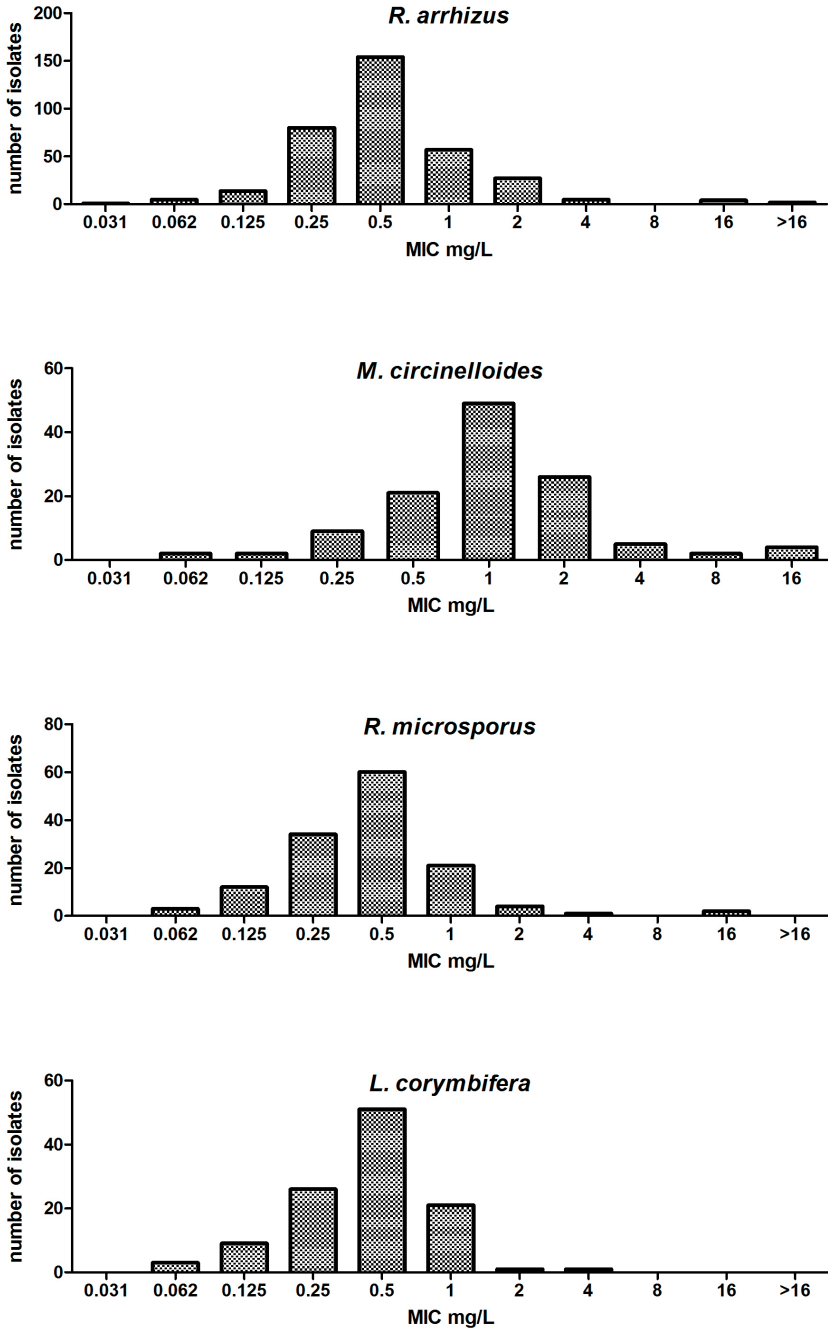 R. arrhizus
number of isolates
200
150
100
50
0
0.031 0.062 0.125 0.25 0.5 1 2 4 8 16 >16
MIC mg/L
M. circinelloides
number of isolates
60
40
20
0
0.031 0.062 0.125 0.25 0.5 1 2 4 8 16
MIC mg/L
R. microsporus
number of isolates
80
60
40
20
0
0.031 0.062 0.125 0.25 0.5 1 2 4 8 16 >16
MIC mg/L
L. corymbifera
number of isolates
60
40
20
0
0.031 0.062 0.125 0.25 0.5 1 2 4 8 16 >16
MIC mg/L